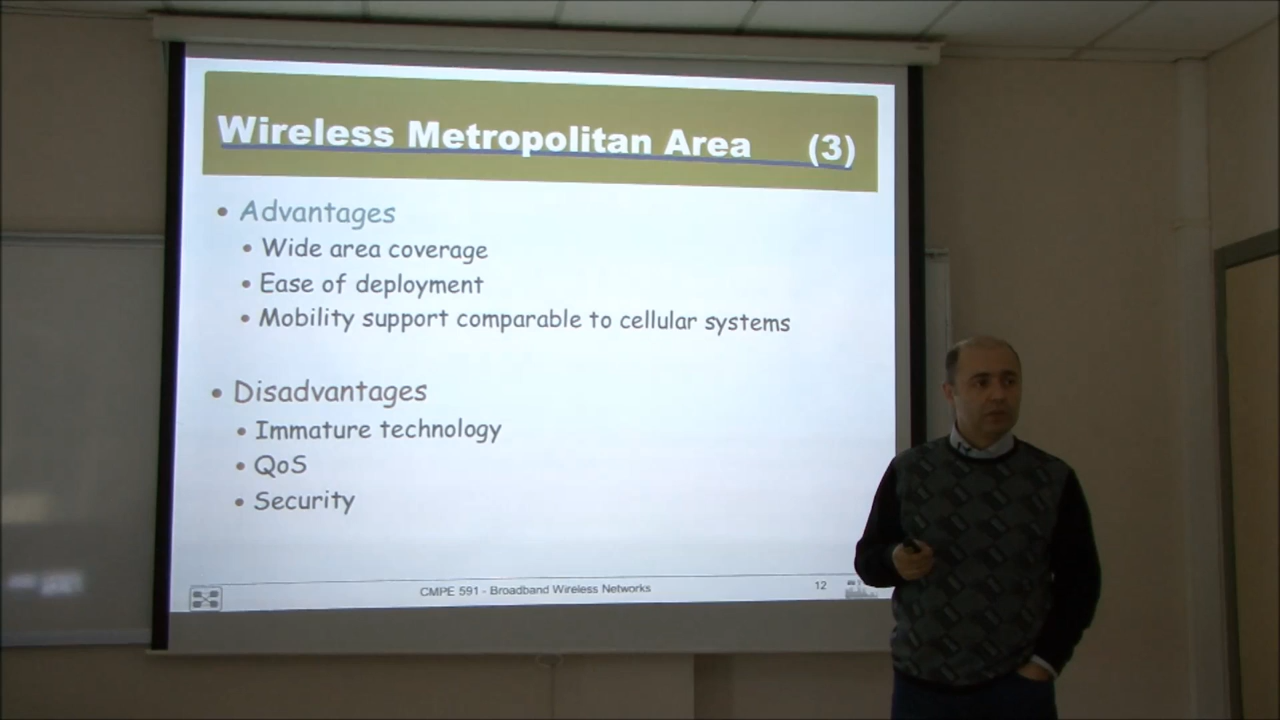 Wireless Metropolitan Area (3)
• Advantages
• Wide area coverage
• Ease of deployment
• Mobility support comparable to cellular systems
• Disadvantages
• Immature technology
• QoS
• Security
CMPE 591 - Broadband Wireless Networks 12